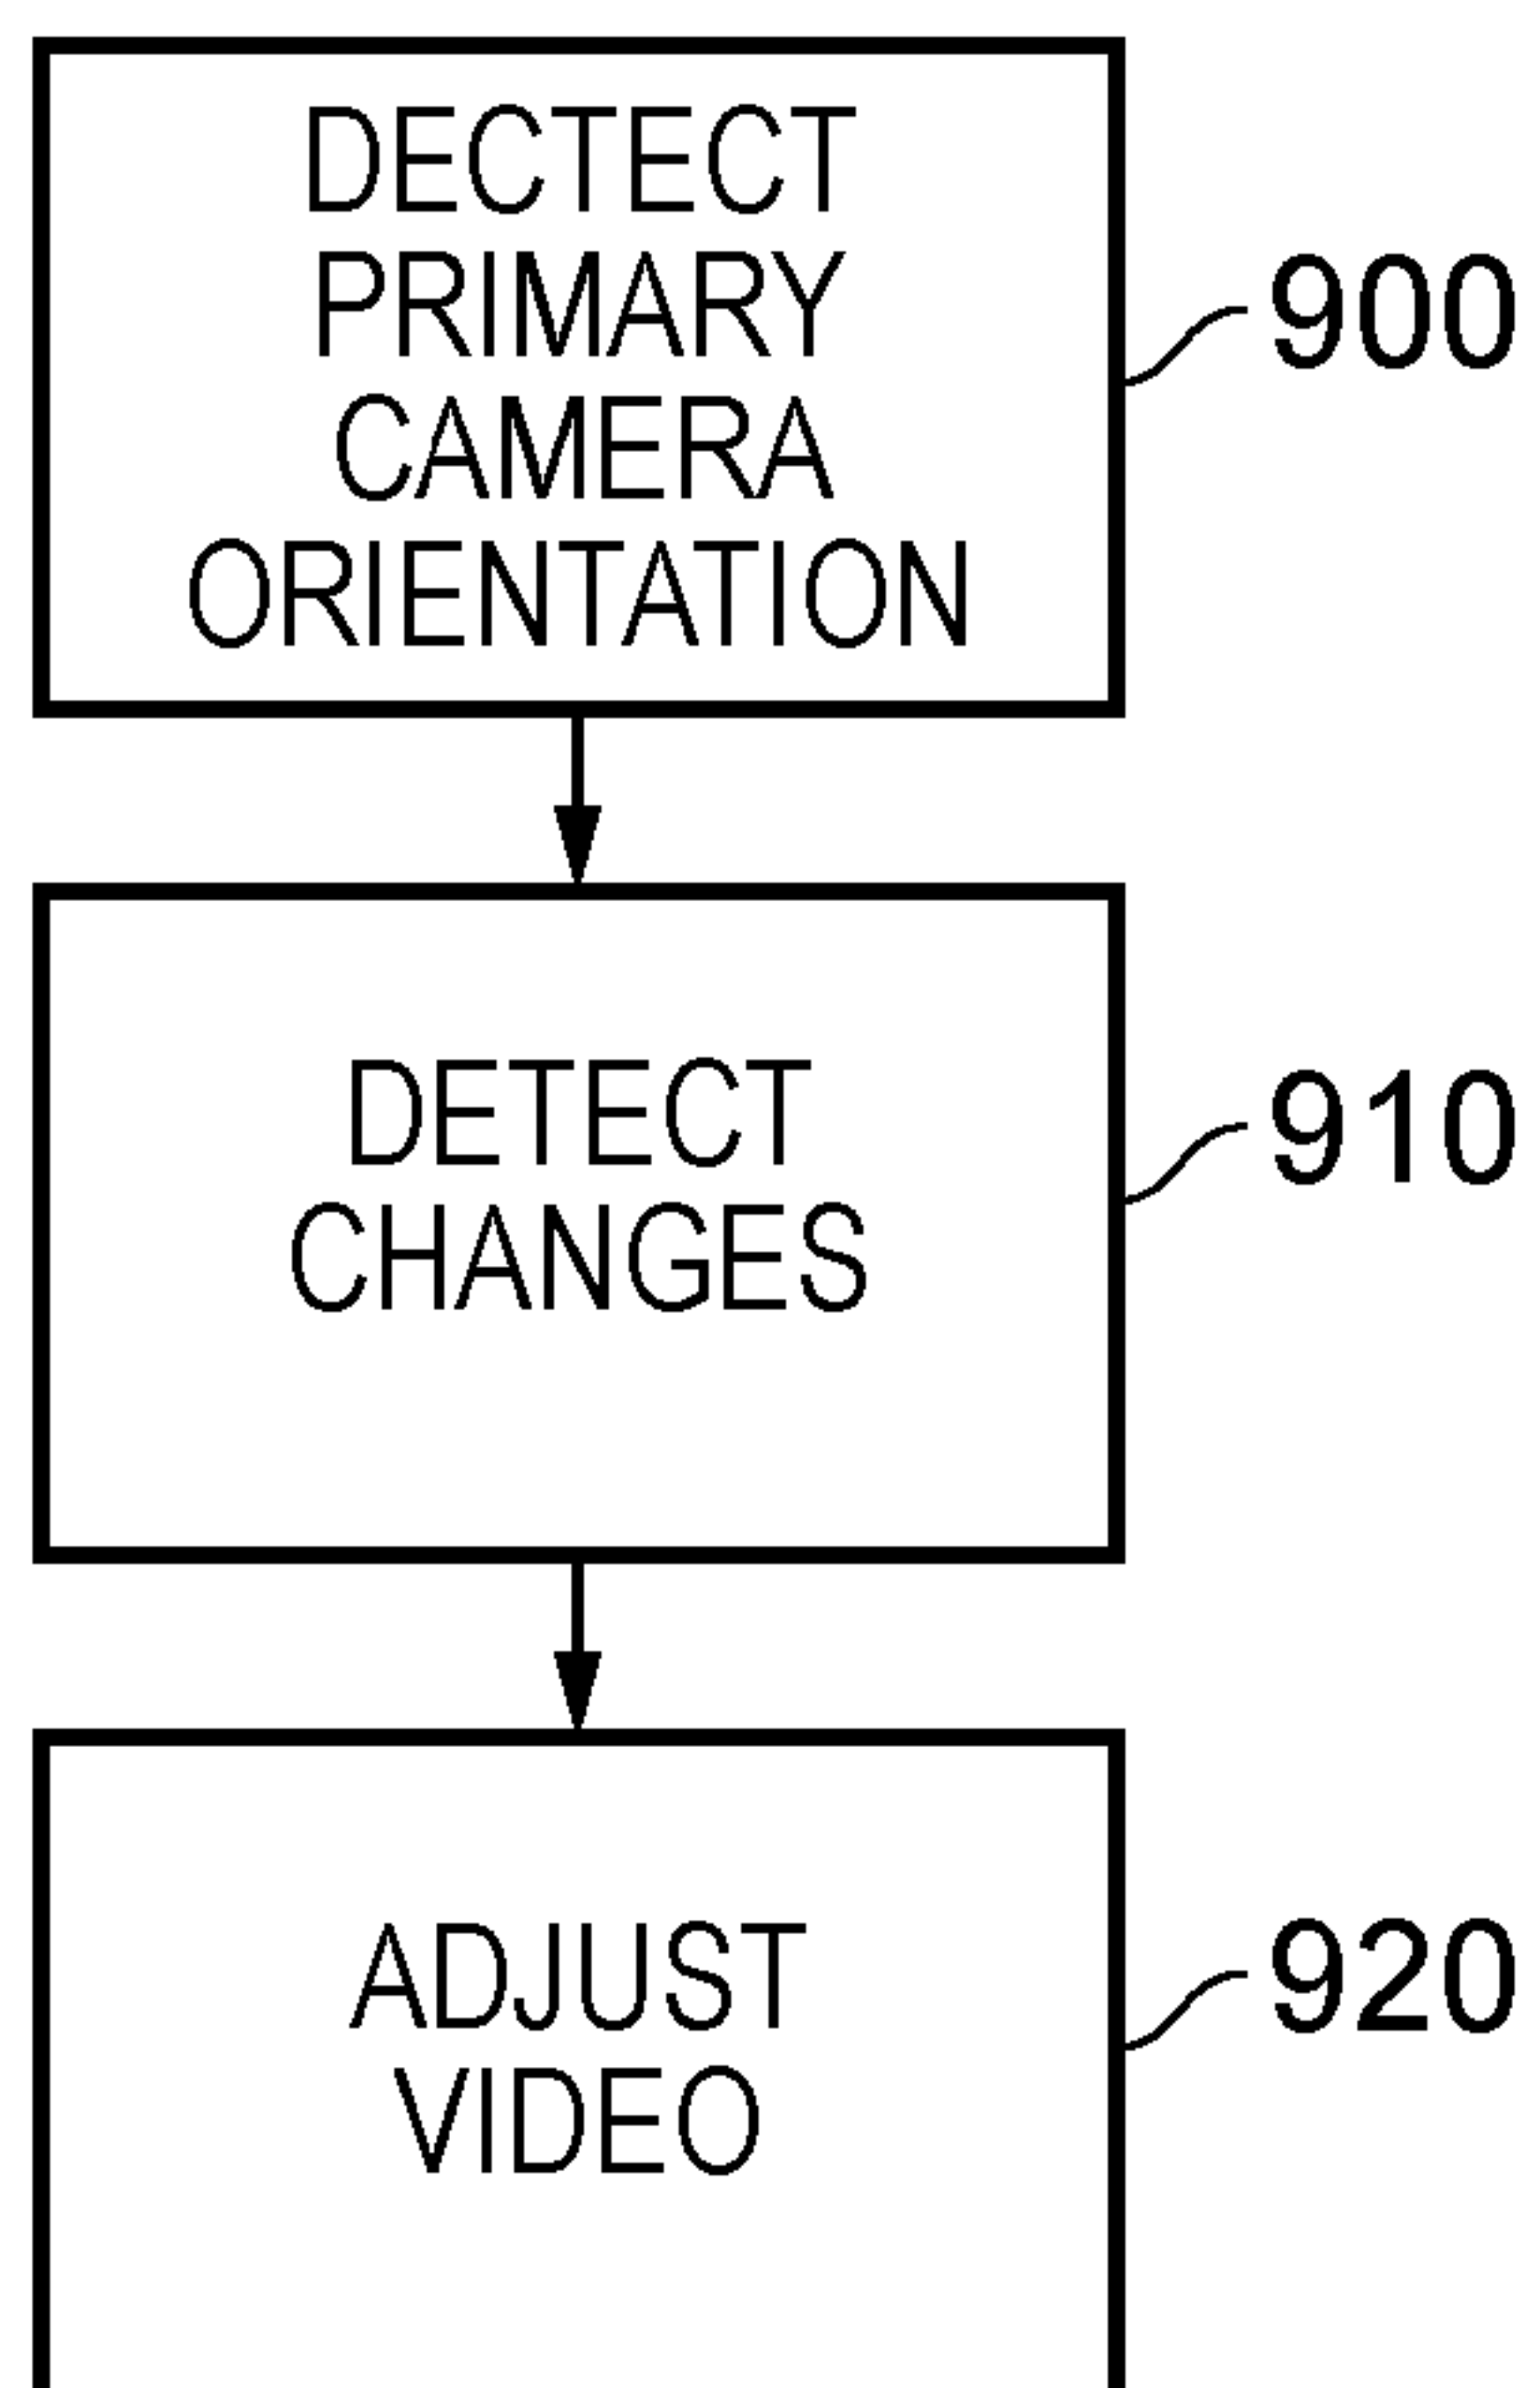 DECTECT
PRIMARY
CAMERA
ORIENTATION
900
DETECT
CHANGES
910
ADJUST
VIDEO
920